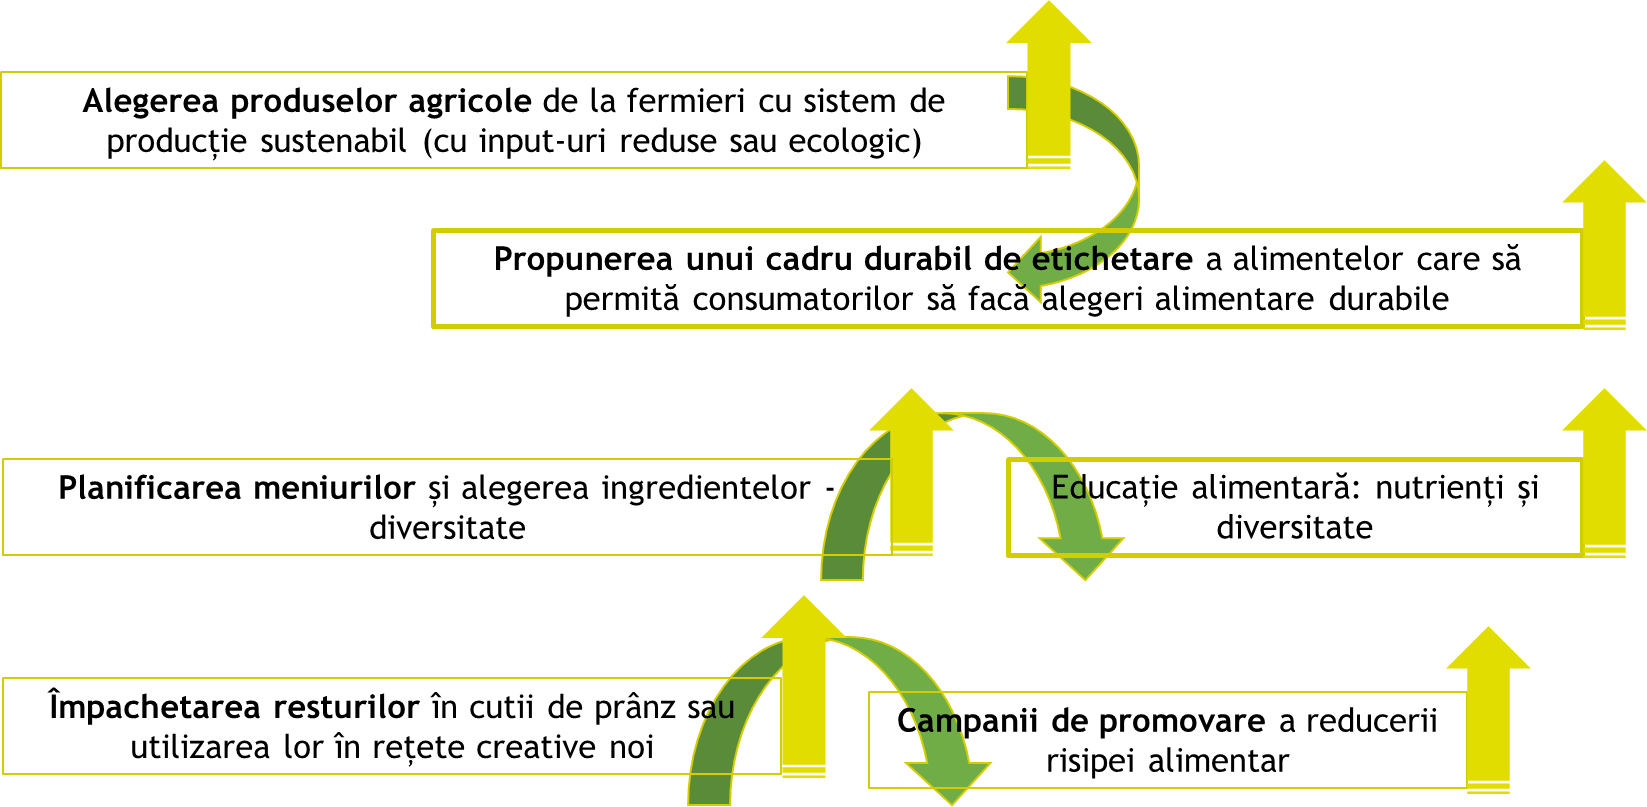 Alegerea produselor agricole de la fermieri cu sistem de
producție sustenabil (cu input-uri reduse sau ecologic)
Propunerea unui cadru durabil de etichetare a alimentelor care să
permită consumatorilor să facă alegeri alimentare durabile
Planificarea meniurilor și alegerea ingredientelor -
diversitate
Educație alimentară: nutrienți și
diversitate
Împachetarea resturilor în cutii de prânz sau
utilizarea lor în rețete creative noi
Campanii de promovare a reducerii
risipei alimentar